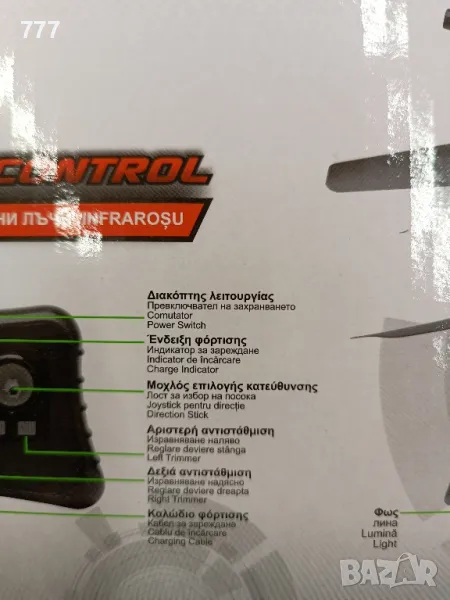 777
CONTROL
НИ ЛЪЧИ/INFRAROȘU
Διακόπτης λειτουργίας
Превключвател на захранването
Comutator
Power Switch
Ένδειξη φόρτισης
Индикатор за зареждане
Indicator de încărcare
Charge Indicator
Μοχλός επιλογής κατεύθυνσης
Лост за избор на посока
Joystick pentru direcție
Direction Stick
Αριστερή αντιστάθμιση
Изравняване наляво
Reglare deviere stânga
Left Trimmer
Δεξιά αντιστάθμιση
Изравняване надясно
Reglare deviere dreapta
Right Trimmer
Καλώδιο φόρτισης
Кабел за зареждане
Cablu de încărcare
Charging Cable
Φως
лина
Lumină
Light
BAZAR